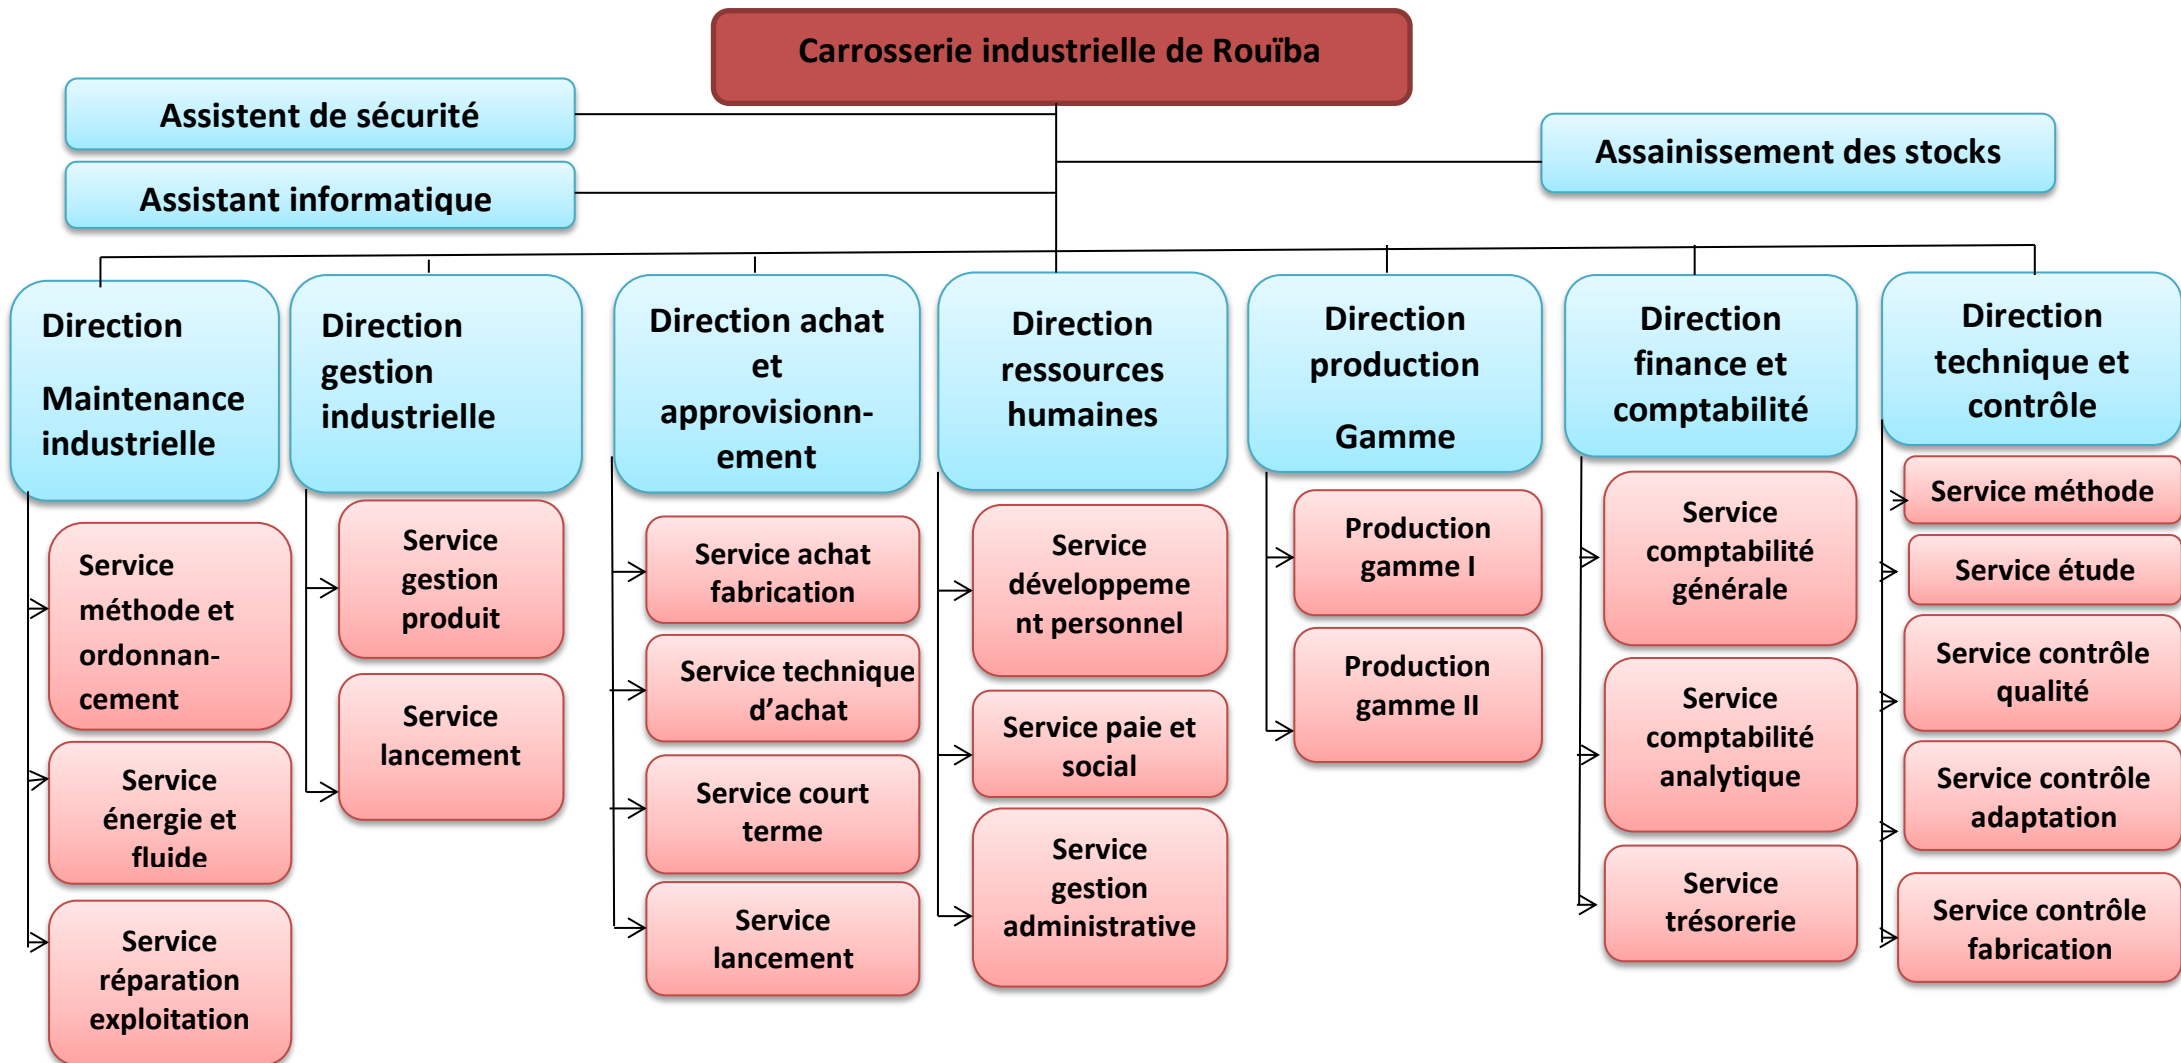 Carrosserie industrielle de Rouïba
Assistent de sécurité
Assainissement des stocks
Assistant informatique
Direction
Maintenance
industrielle
Service
méthode et
ordonnan-
cement
Service
énergie et
fluide
Service
réparation
exploitation
Direction
gestion
industrielle
Service
gestion
produit
Service
lancement
Direction achat
et
approvisionn-
ement
Service achat
fabrication
Service technique
d’achat
Service court
terme
Service
lancement
Direction
ressources
humaines
Service
développeme
nt personnel
Service paie et
social
Service
gestion
administrative
Direction
production
Gamme
Production
gamme I
Production
gamme II
Direction
finance et
comptabilité
Service
comptabilité
générale
Service
comptabilité
analytique
Service
trésorerie
Direction
technique et
contrôle
Service méthode
Service étude
Service contrôle
qualité
Service contrôle
adaptation
Service contrôle
fabrication